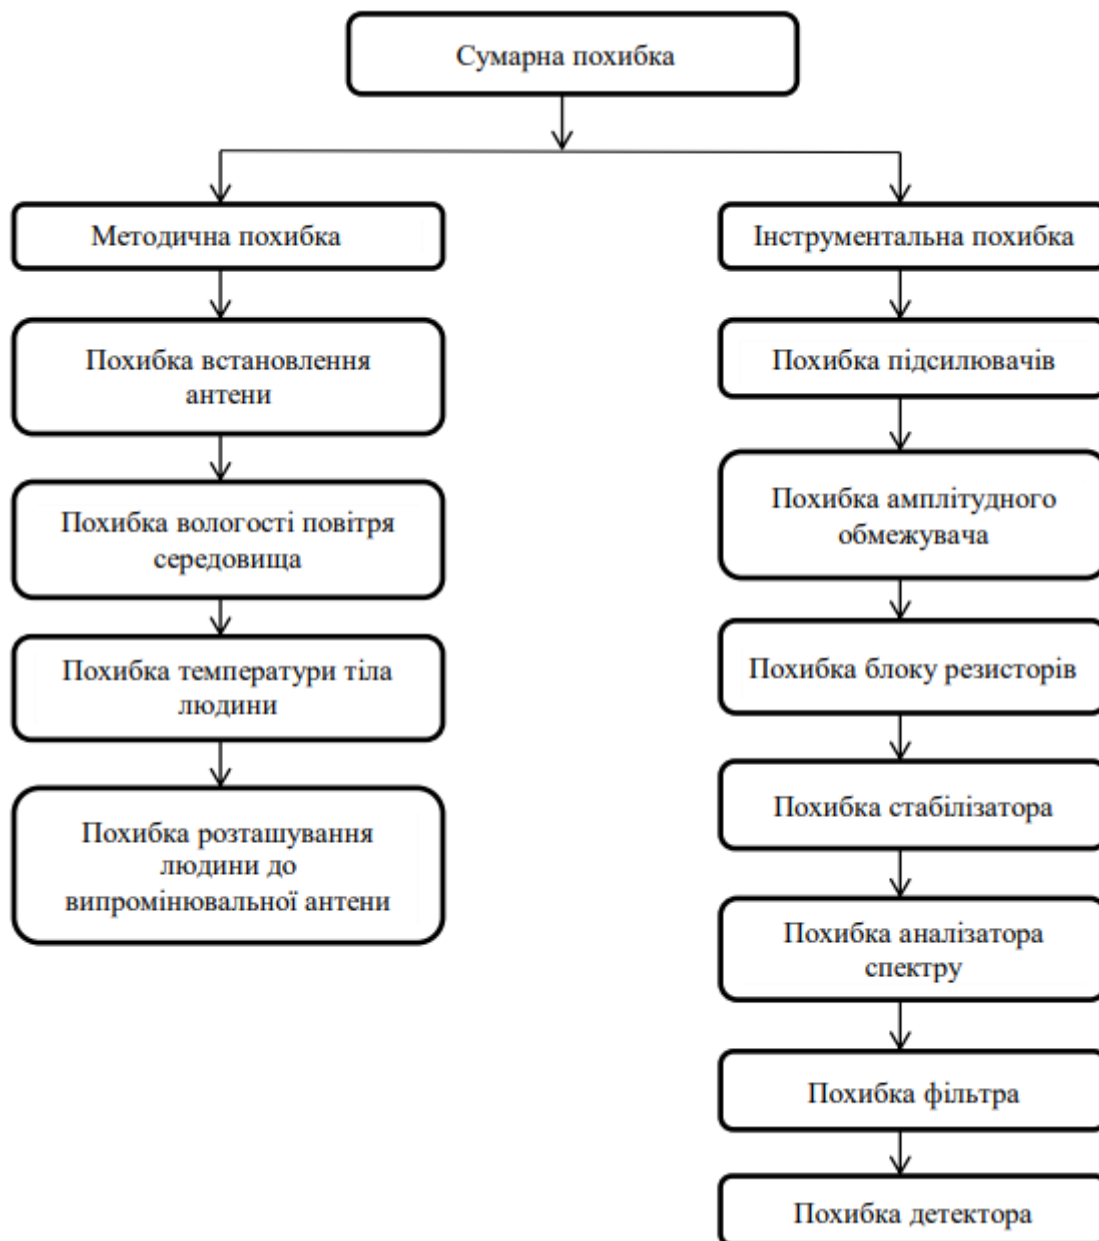 Сумарна похибка
Методична похибка
Інструментальна похибка
Похибка встановлення
антени
Похибка вологості повітря
середовища
Похибка температури тіла
людини
Похибка розташування
людини до
випромінювальної антени
Похибка підсилювачів
Похибка амплітудного
обмежувача
Похибка блоку резисторів
Похибка стабілізатора
Похибка аналізатора
спектру
Похибка фільтра
Похибка детектора